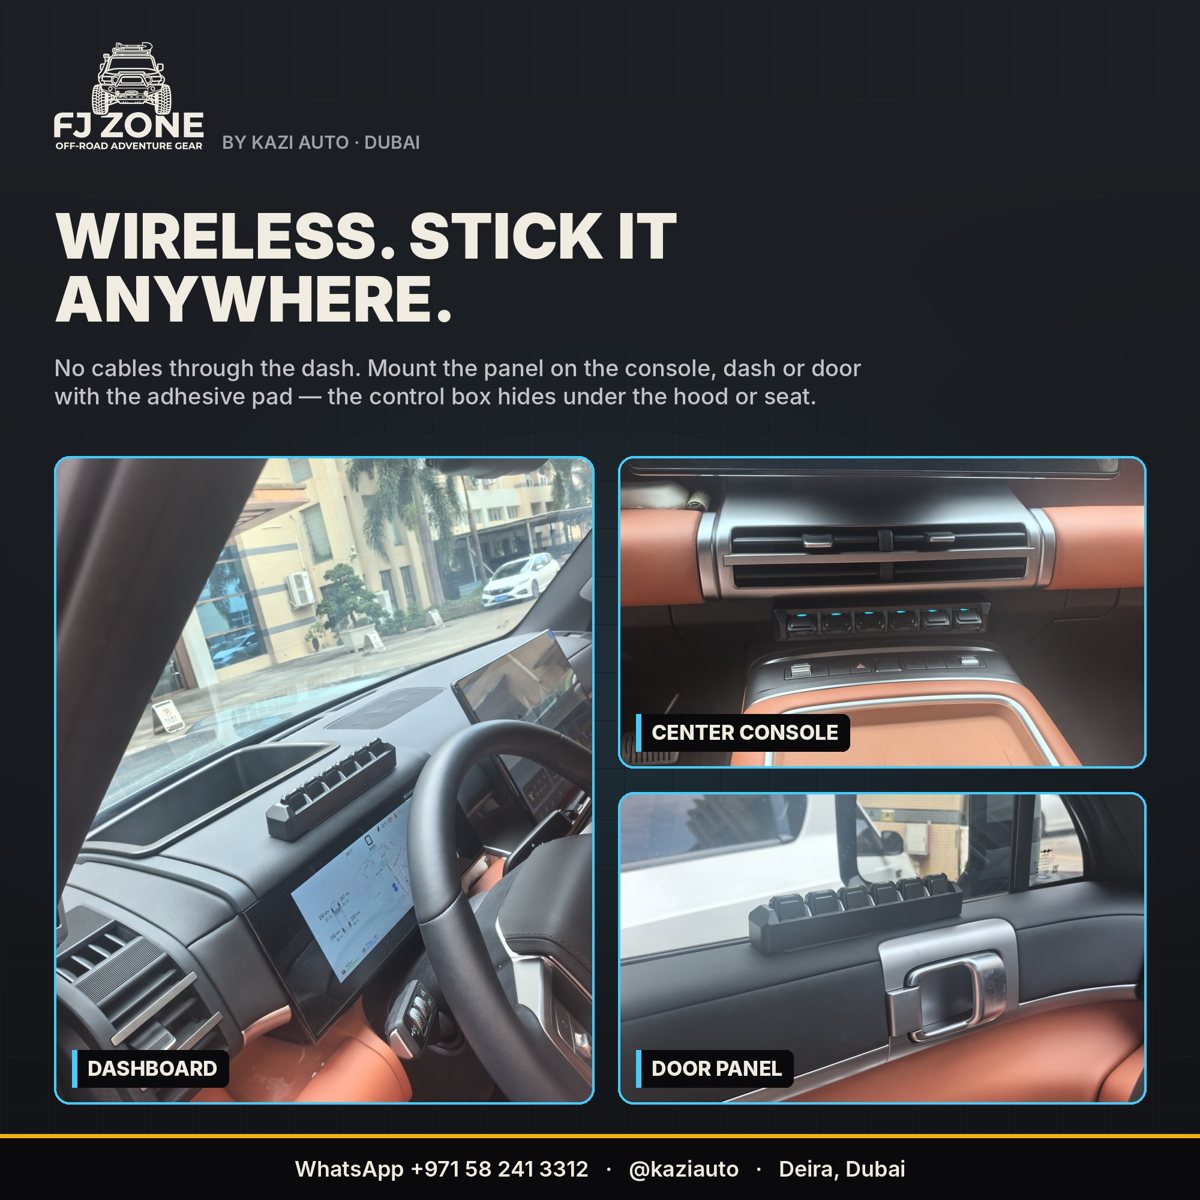 FJ ZONE
OFF-ROAD ADVENTURE GEAR
BY KAZI AUTO · DUBAI
WIRELESS. STICK IT
ANYWHERE.
No cables through the dash. Mount the panel on the console, dash or door
with the adhesive pad — the control box hides under the hood or seat.
DASHBOARD
CENTER CONSOLE
DOOR PANEL
WhatsApp +971 58 241 3312 · @kaziauto · Deira, Dubai